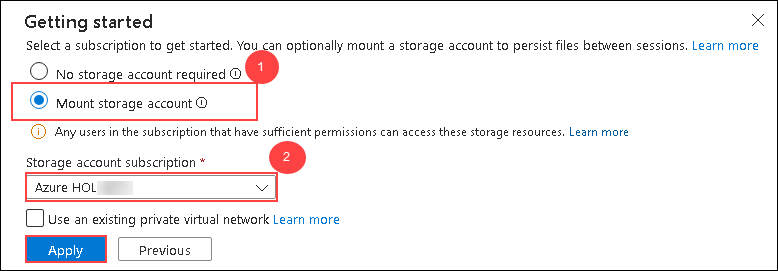 Getting started
Select a subscription to get started. You can optionally mount a storage account to persist files between sessions. Learn more
No storage account required
1
Mount storage account
Any users in the subscription that have sufficient permissions can access these storage resources. Learn more
Storage account subscription *
2
Azure HOL
Use an existing private virtual network Learn more
Apply Previous